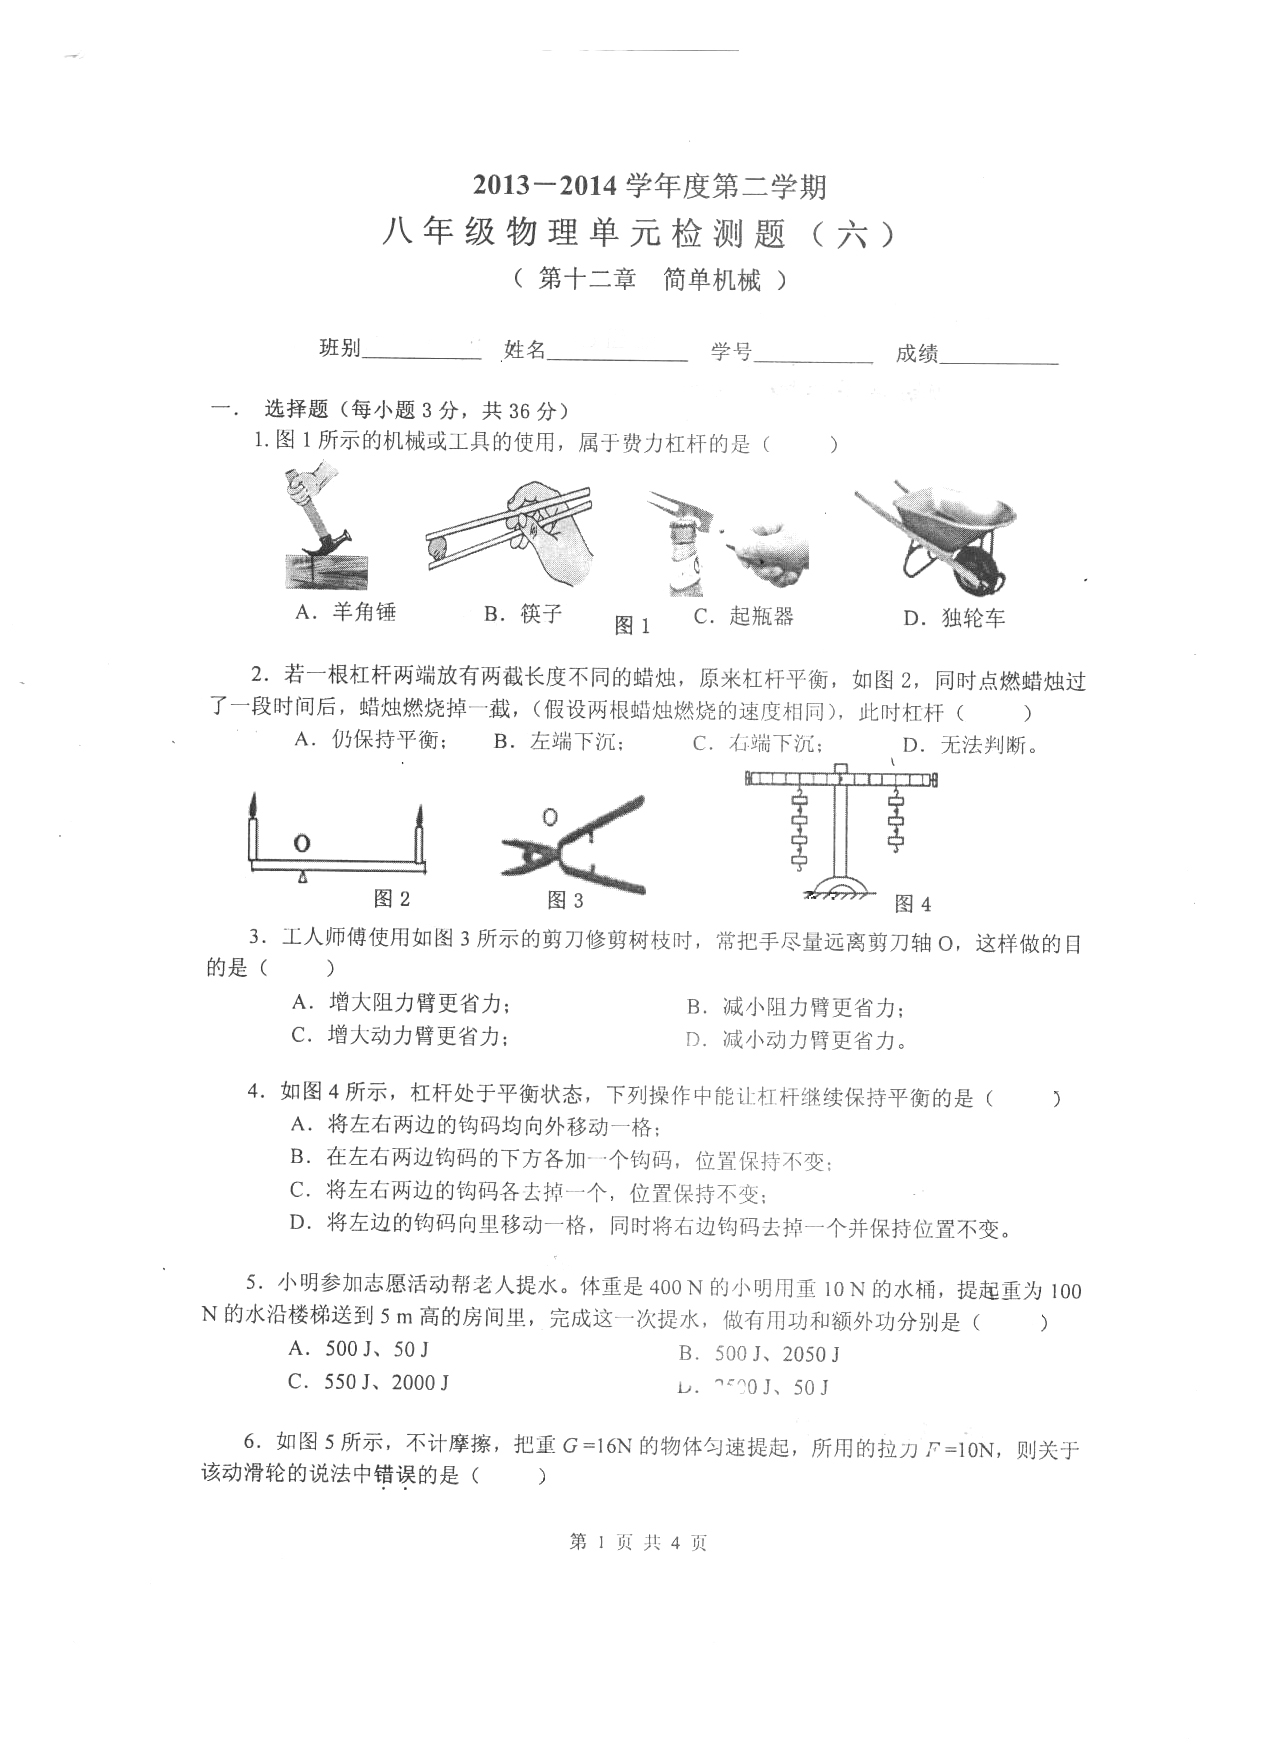 2013－2014 学年度第二学期
八年级物理单元检测题（六）
（ 第十二章 简单机械 ）
班别__________ 姓名____________ 学号__________ 成绩__________
一． 选择题（每小题 3 分，共 36 分）
1. 图 1 所示的机械或工具的使用，属于费力杠杆的是（ ）
A．羊角锤 B．筷子 C．起瓶器 D．独轮车
图 1
2．若一根杠杆两端放有两截长度不同的蜡烛，原来杠杆平衡，如图 2，同时点燃蜡烛过
了一段时间后，蜡烛燃烧掉一截，（假设两根蜡烛燃烧的速度相同），此时杠杆（ ）
A．仍保持平衡； B．左端下沉； C．右端下沉； D．无法判断。
O
O
图 2 图 3 图 4
3．工人师傅使用如图 3 所示的剪刀修剪树枝时，常把手尽量远离剪刀轴 O，这样做的目
的是（ ）
A．增大阻力臂更省力； B．减小阻力臂更省力；
C．增大动力臂更省力； D．减小动力臂更省力。
4．如图 4 所示，杠杆处于平衡状态，下列操作中能让杠杆继续保持平衡的是（ ）
A．将左右两边的钩码均向外移动一格；
B．在左右两边钩码的下方各加一个钩码，位置保持不变；
C．将左右两边的钩码各去掉一个，位置保持不变；
D．将左边的钩码向里移动一格，同时将右边钩码去掉一个并保持位置不变。
5．小明参加志愿活动帮老人提水。体重是 400 N 的小明用重 10 N 的水桶，提起重为 100
N 的水沿楼梯送到 5 m 高的房间里，完成这一次提水，做有用功和额外功分别是（ ）
A．500 J、50 J B．500 J、2050 J
C．550 J、2000 J D． J、50 J
6．如图 5 所示，不计摩擦，把重 G =16N 的物体匀速提起，所用的拉力 F =10N，则关于
该动滑轮的说法中错误的是（ ）
第 1 页 共 4 页